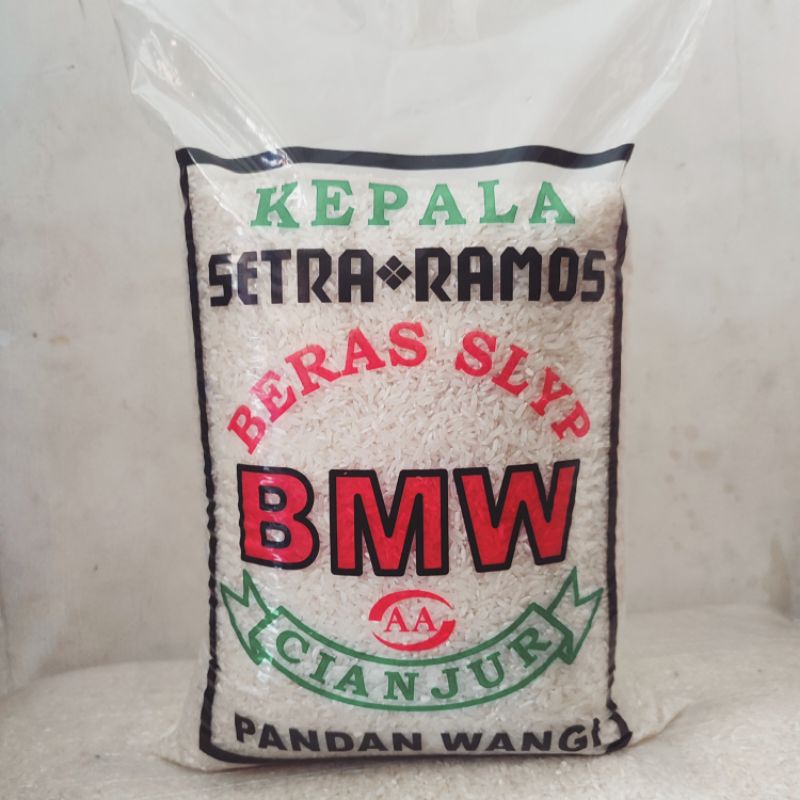 KEPALA
SETRA❖RAMOS
BERAS SLYP
BMW
AA
CIANJUR
PANDAN WANGI